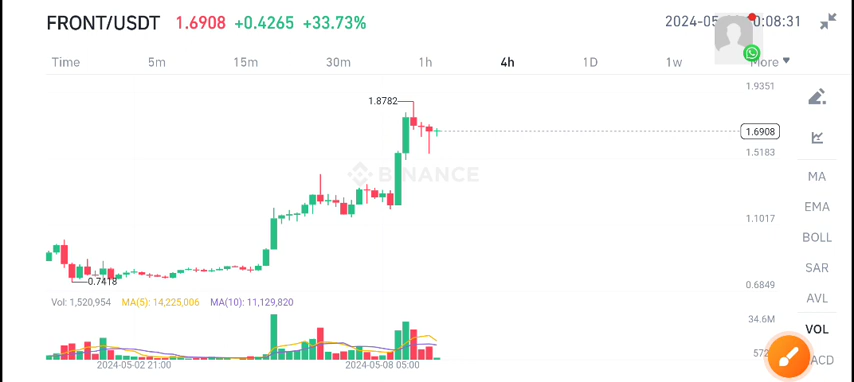 FRONT/USDT 1.6908 +0.4265 +33.73% 2024-05 0:08:31
Time 5m 15m 30m 1h 4h 1D 1w More
1.9351
1.8782
1.6908
1.5183
BINANCE
MA
EMA
1.1017
BOLL
SAR
0.7418
0.6849
AVL
Vol: 1,520,954 MA(5): 14,225,006 MA(10): 11,129,820
34.6M
VOL
572
ACD
2024-05-02 21:00 2024-05-08 05:00